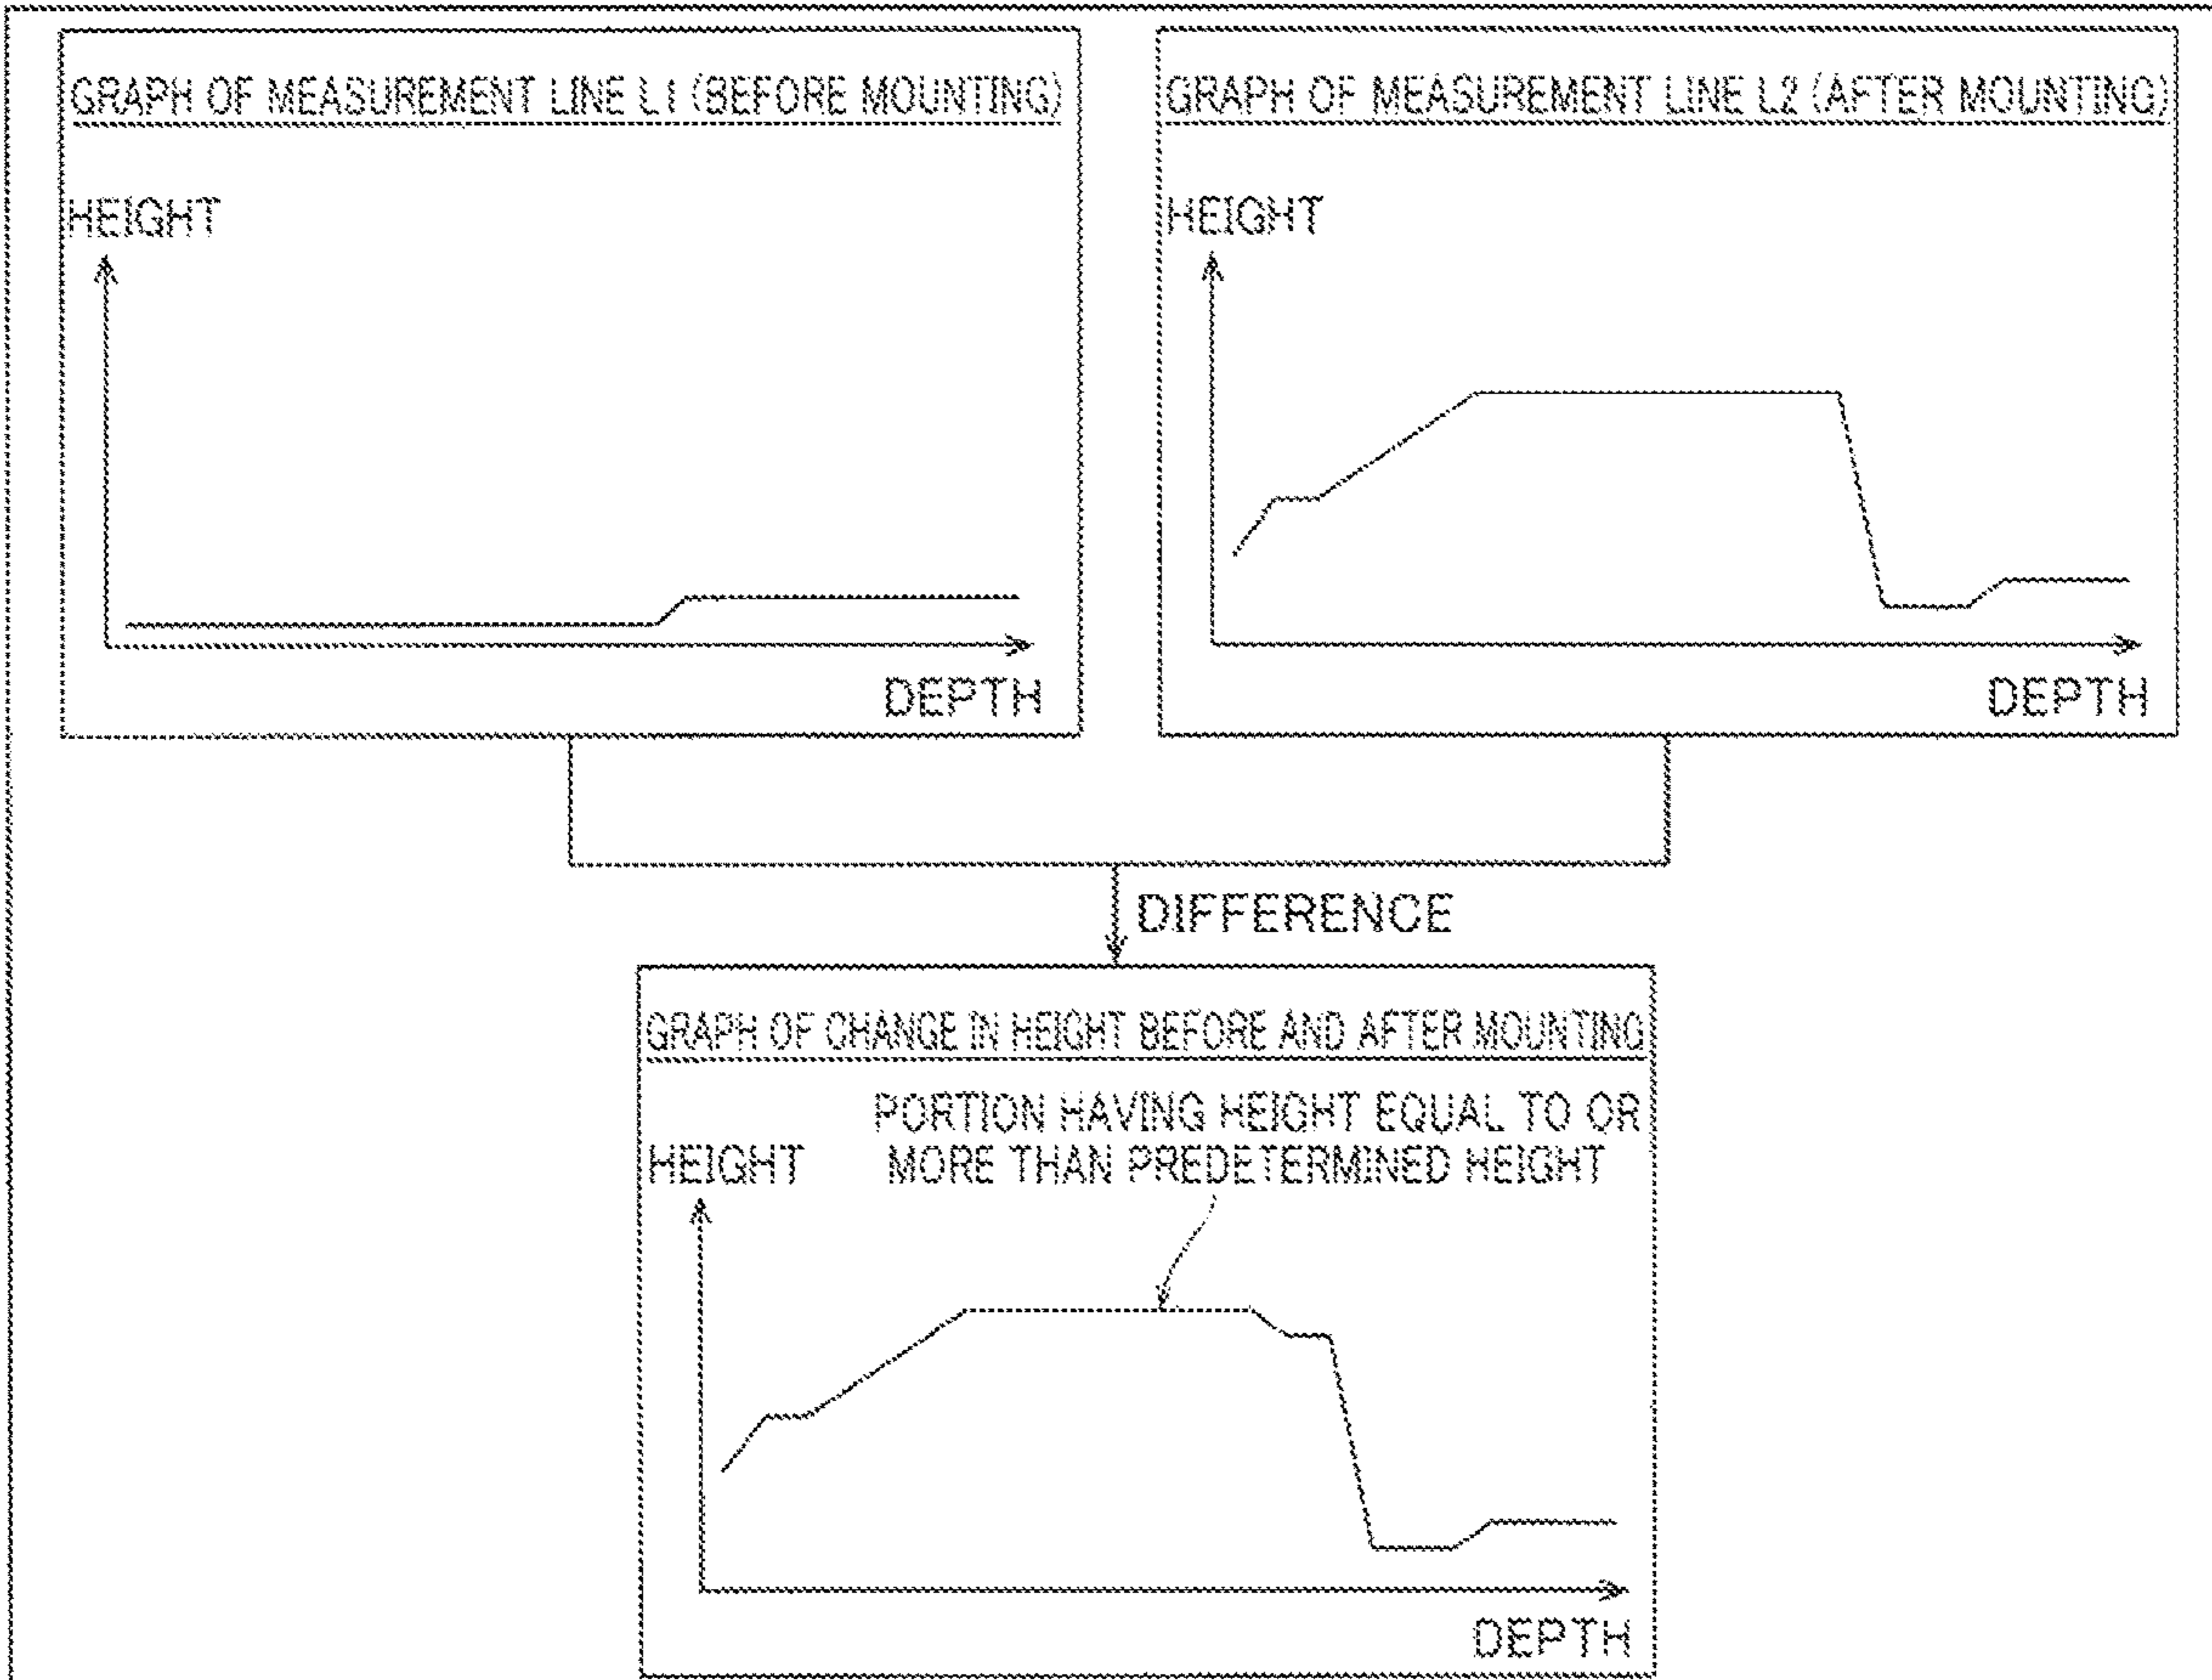 GRAPH OF MEASUREMENT LINE L1 (BEFORE MOUNTING)
HEIGHT
DEPTH
GRAPH OF MEASUREMENT LINE L2 (AFTER MOUNTING)
HEIGHT
DEPTH
DIFFERENCE
GRAPH OF CHANGE IN HEIGHT BEFORE AND AFTER MOUNTING
PORTION HAVING HEIGHT EQUAL TO OR
MORE THAN PREDETERMINED HEIGHT
HEIGHT
DEPTH